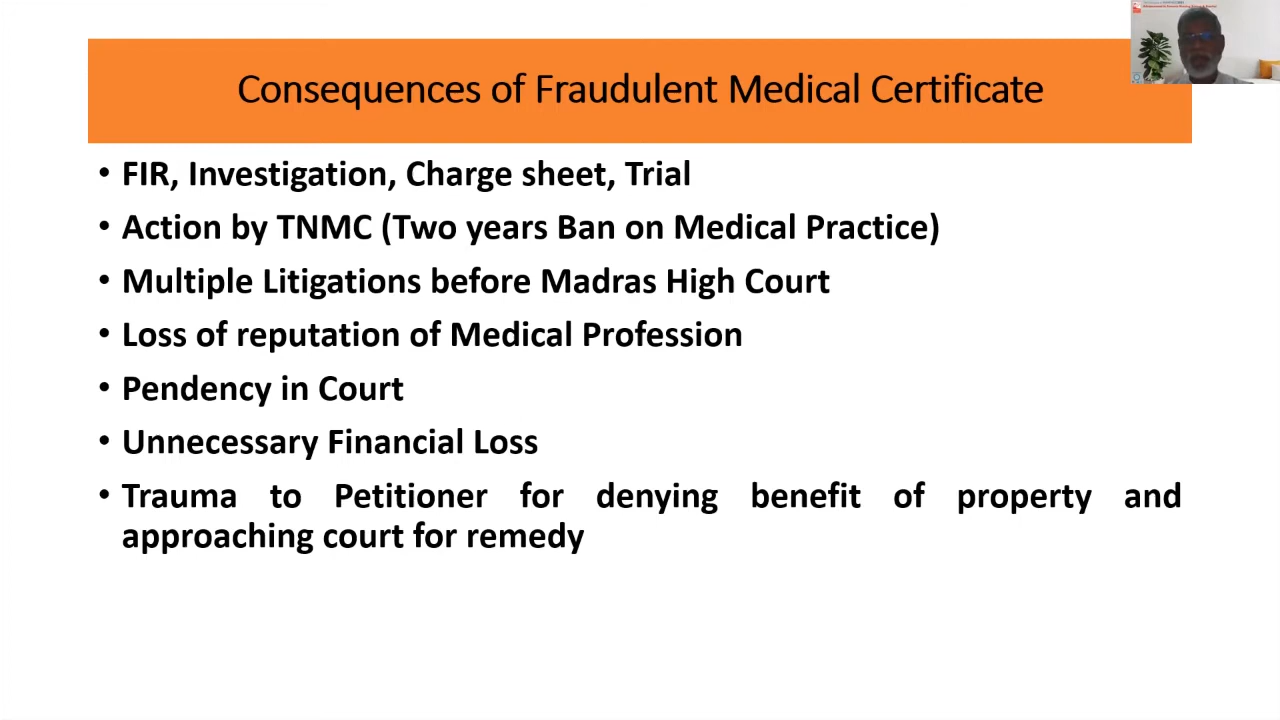 Consequences of Fraudulent Medical Certificate
• FIR, Investigation, Charge sheet, Trial
• Action by TNMC (Two years Ban on Medical Practice)
• Multiple Litigations before Madras High Court
• Loss of reputation of Medical Profession
• Pendency in Court
• Unnecessary Financial Loss
• Trauma to Petitioner for denying benefit of property and
approaching court for remedy